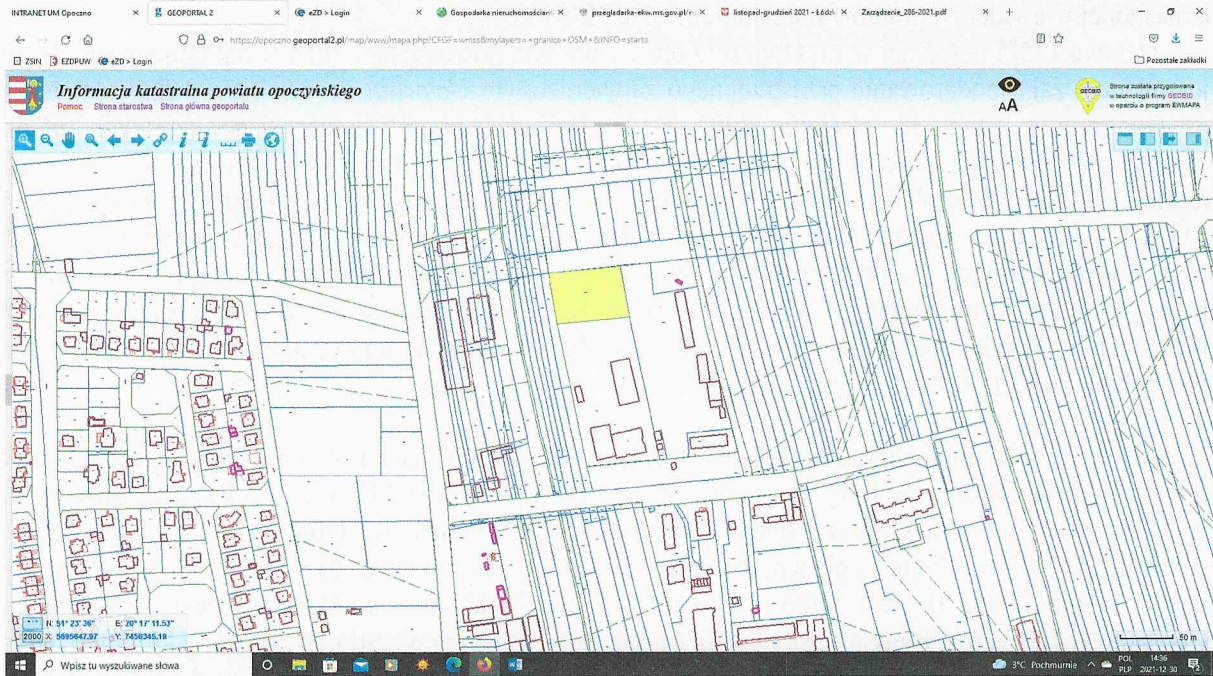 INTRANET UM Opoczno
GEOPORTAL 2
eZD > Login
Gospodarka nieruchomościam
przegladarka-ekw.ms.gov.pl/e
listopad-grudzień 2021 - Łódź
Zarządzenie_286-2021.pdf
https://opoczno.geoportal2.pl/map/www/mapa.php?CFGF=wms&mylayers=+granice+OSM+&INFO=starts
ZSIN
EZDPUW
eZD > Login
Pozostałe zakładki
Informacja katastralna powiatu opoczyńskiego
Pomoc Strona starostwa Strona główna geoportalu
AA
GEOBID
Strona została przygotowana
w technologii firmy GEOBID
w oparciu o program EWMAPA
N: 51° 23' 36" E: 20° 17' 11.53"
2000 X: 5695647.97 Y: 7450345.19
50 m
Wpisz tu wyszukiwane słowa
3°C Pochmurnie
POL
PLP
14:36
2021-12-30